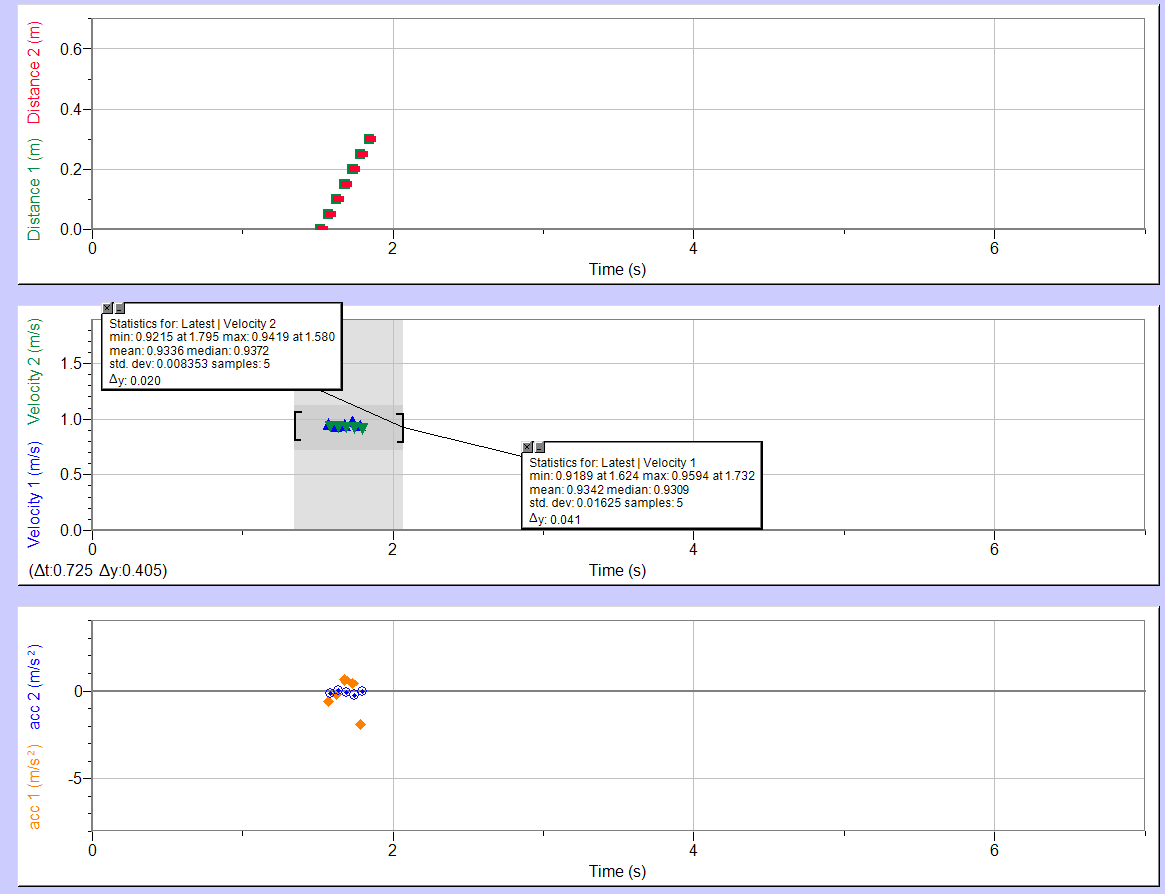 Distance 2 (m)
Distance 1 (m)
0.6
0.4
0.2
0.0
0 2 4 6
Time (s)
Velocity 2 (m/s)
Velocity 1 (m/s)
Statistics for: Latest | Velocity 2
min: 0.9215 at 1.795 max: 0.9419 at 1.580
mean: 0.9336 median: 0.9372
std. dev: 0.008353 samples: 5
Δy: 0.020
1.5
1.0
0.5
0.0
Statistics for: Latest | Velocity 1
min: 0.9189 at 1.624 max: 0.9594 at 1.732
mean: 0.9342 median: 0.9309
std. dev: 0.01625 samples: 5
Δy: 0.041
0 2 4 6
(Δt:0.725 Δy:0.405)
Time (s)
acc 2 (m/s²)
acc 1 (m/s²)
0
-5
0 2 4 6
Time (s)